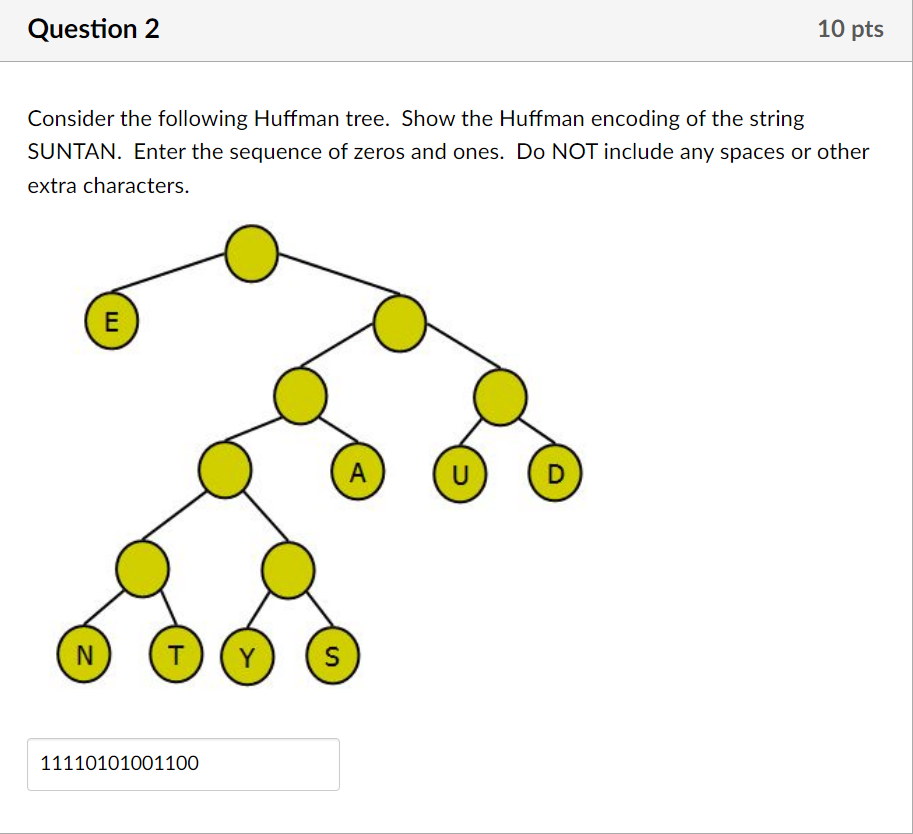 Question 2
10 pts
Consider the following Huffman tree.  Show the Huffman encoding of the string
SUNTAN.  Enter the sequence of zeros and ones.  Do NOT include any spaces or other
extra characters.
E
A
U
D
N
T
Y
S
11110101001100